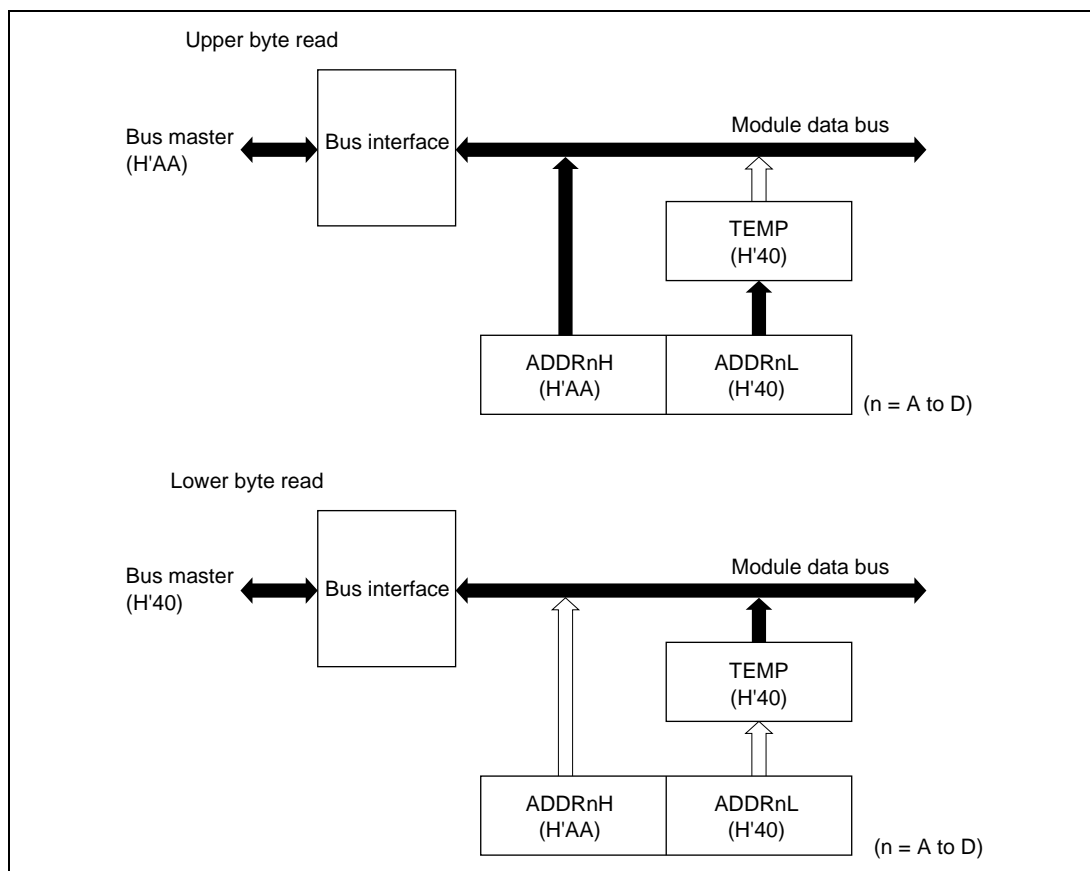 Upper byte read
Bus master
(H'AA)
Bus interface
Module data bus
TEMP
(H'40)
ADDRnH
(H'AA)
ADDRnL
(H'40)
(n = A to D)
Lower byte read
Bus master
(H'40)
Bus interface
Module data bus
TEMP
(H'40)
ADDRnH
(H'AA)
ADDRnL
(H'40)
(n = A to D)